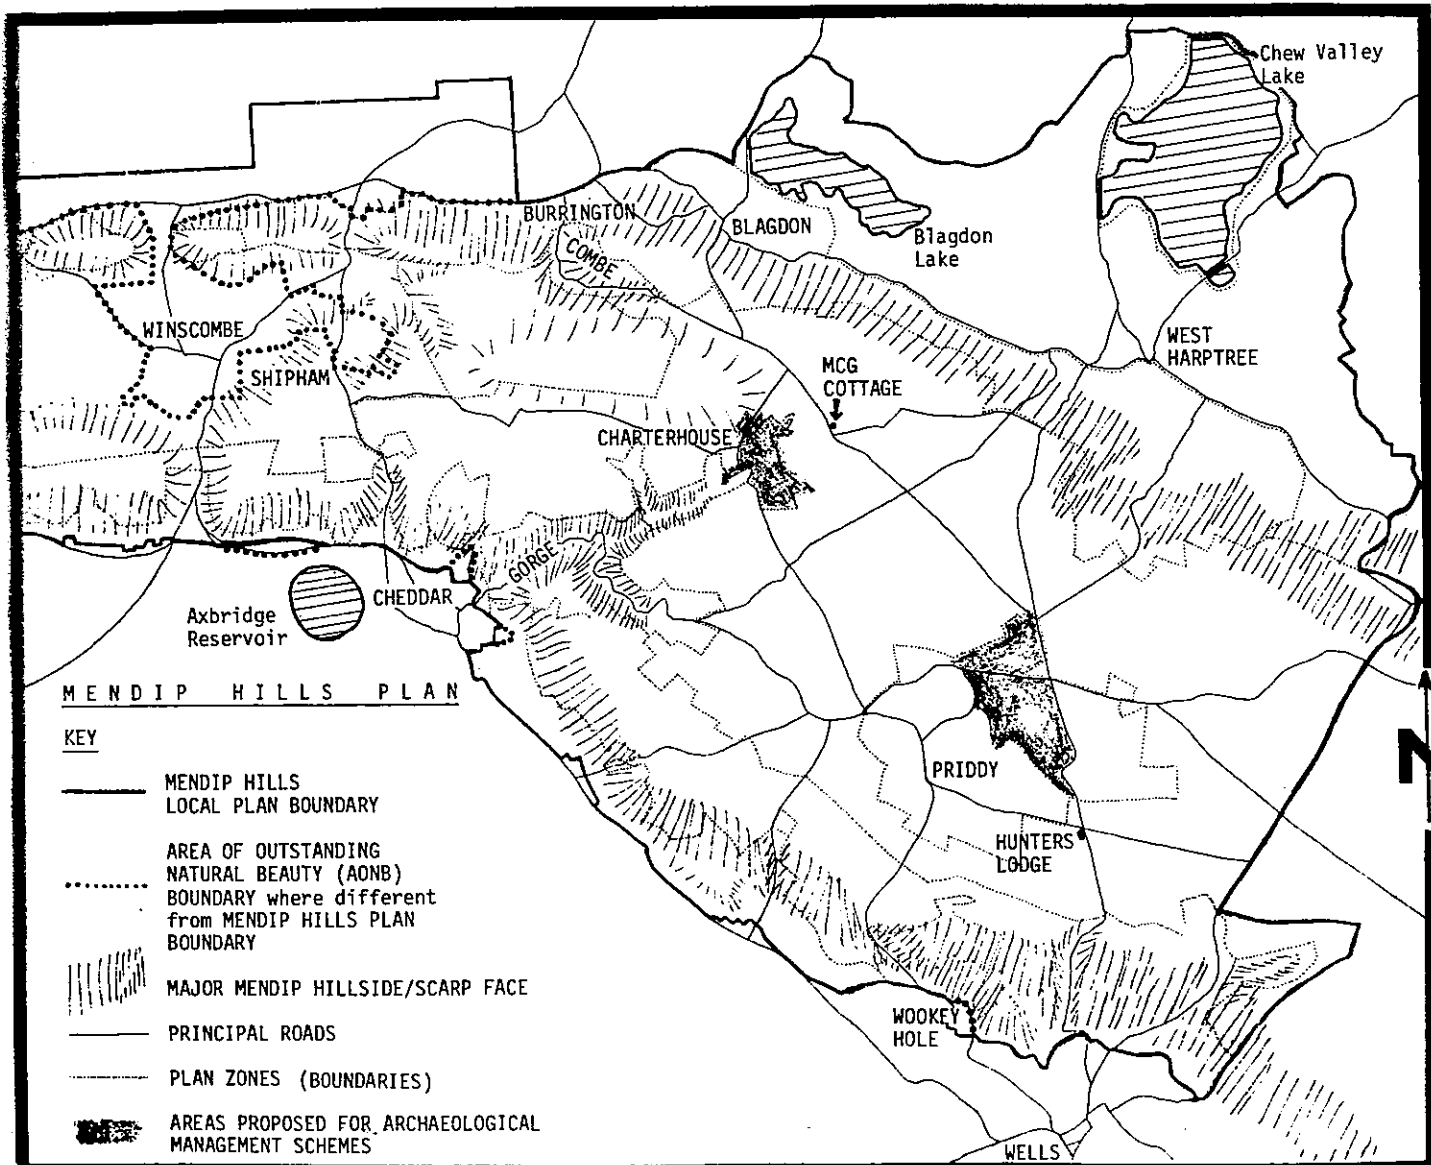 Chew Valley
Lake
BURRINGTON
COMBE
BLAGDON
Blagdon
Lake
WINSCOMBE
SHIPHAM
WEST
HARPTREE
MCG
COTTAGE
CHARTERHOUSE
GORGE
CHEDDAR
Axbridge
Reservoir
PRIDDY
HUNTERS
LODGE
WOOKEY
HOLE
WELLS
N
MENDIP HILLS PLAN
KEY
MENDIP HILLS
LOCAL PLAN BOUNDARY
AREA OF OUTSTANDING
NATURAL BEAUTY (AONB)
BOUNDARY where different
from MENDIP HILLS PLAN
BOUNDARY
MAJOR MENDIP HILLSIDE/SCARP FACE
PRINCIPAL ROADS
PLAN ZONES (BOUNDARIES)
AREAS PROPOSED FOR ARCHAEOLOGICAL
MANAGEMENT SCHEMES